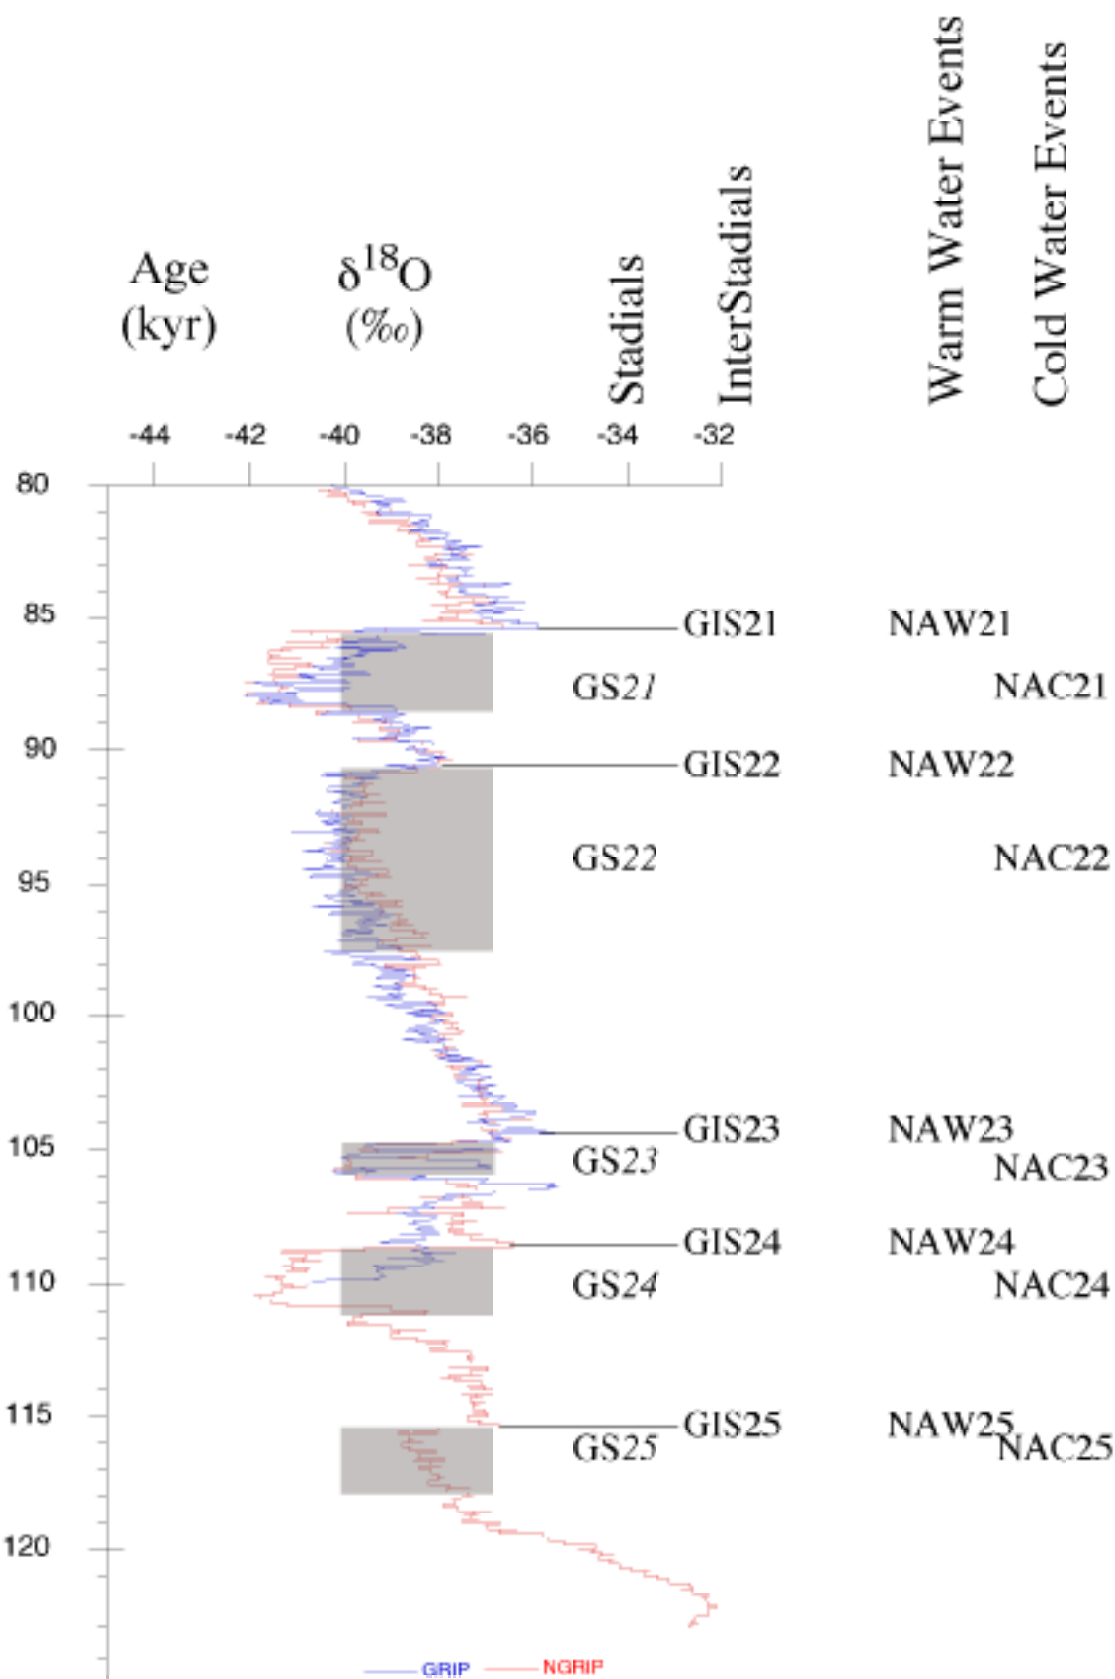 Warm Water Events
Cold Water Events
InterStadials
Stadials
Age
(kyr)
δ¹⁸O
(‰)
-44 -42 -40 -38 -36 -34 -32
80
85
GIS21 NAW21
GS21 NAC21
90
GIS22 NAW22
GS22 NAC22
95
100
105
GIS23 NAW23
GS23 NAC23
GIS24 NAW24
110
GS24 NAC24
115
GIS25 NAW25
GS25 NAC25
120
GRIP NGRIP